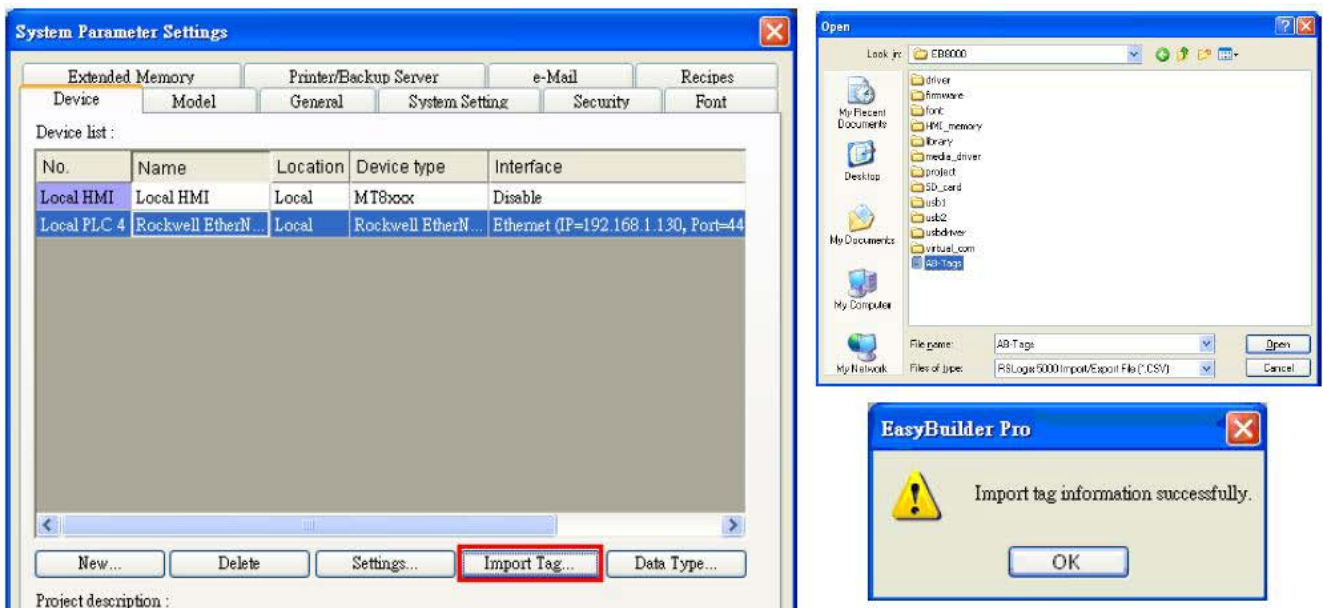 System Parameter Settings
Extended Memory Printer/Backup Server e-Mail Recipes
Device Model General System Setting Security Font
Device list :
No. Name Location Device type Interface
Local HMI Local HMI Local MT8xxx Disable
Local PLC 4 Rockwell EtherN... Local Rockwell EtherN... Ethernet (IP=192.168.1.130, Port=44
New... Delete Settings... Import Tag... Data Type...
Project description :
Open
Look in: EB8000
My Recent
Documents
Desktop
My Documents
My Computer
My Network
driver
firmware
font
HMI_memory
library
media_driver
project
SD_card
usb1
usb2
usbdriver
virtual_com
AB-Tags
File name: AB-Tags Open
Files of type: RSLogix 5000 Import/Export File (*.CSV) Cancel
EasyBuilder Pro
Import tag information successfully.
OK